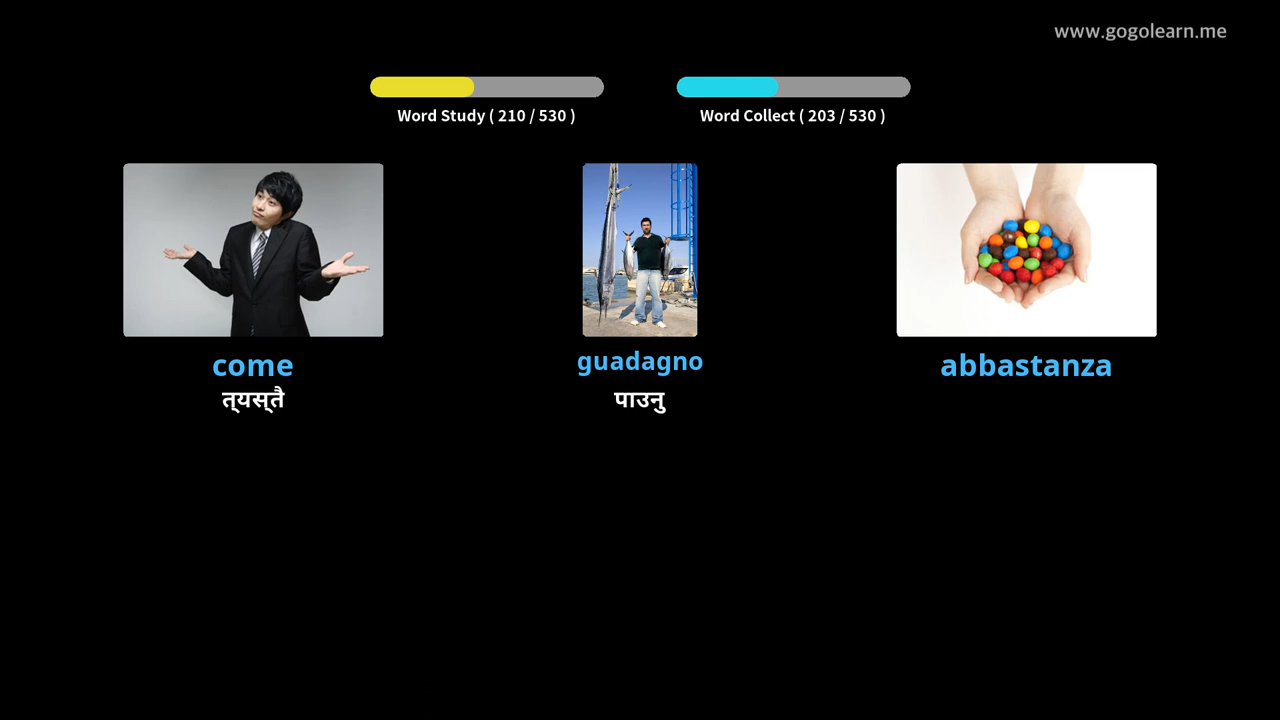 www.gogolearn.me
Word Study ( 210 / 530 )
Word Collect ( 203 / 530 )
come
guadagno
abbastanza
त्यस्तै
पाउनु